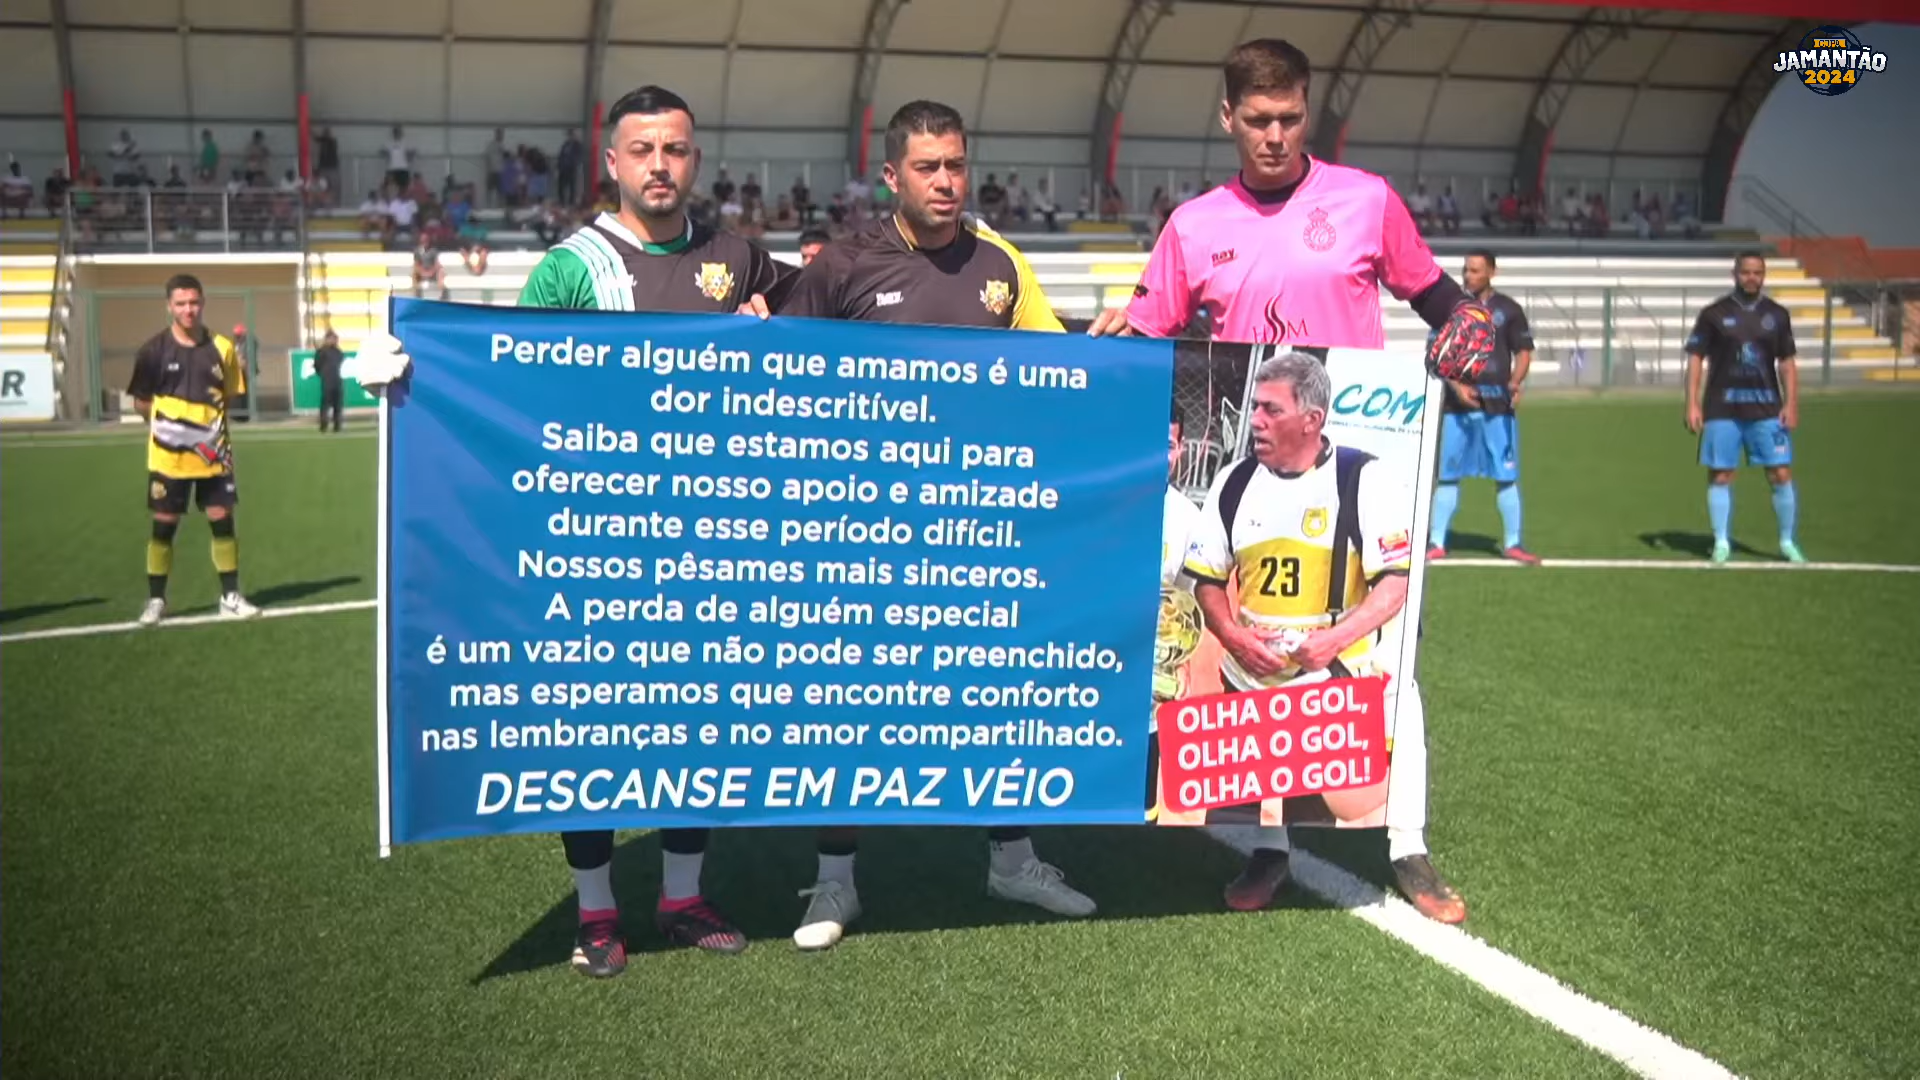 COPA
JAMANTÃO
2024
Perder alguém que amamos é uma
dor indescritível.
Saiba que estamos aqui para
oferecer nosso apoio e amizade
durante esse período difícil.
Nossos pêsames mais sinceros.
A perda de alguém especial
é um vazio que não pode ser preenchido,
mas esperamos que encontre conforto
nas lembranças e no amor compartilhado.
DESCANSE EM PAZ VÉIO
COM
23
OLHA O GOL,
OLHA O GOL,
OLHA O GOL!
ray
HSM
R